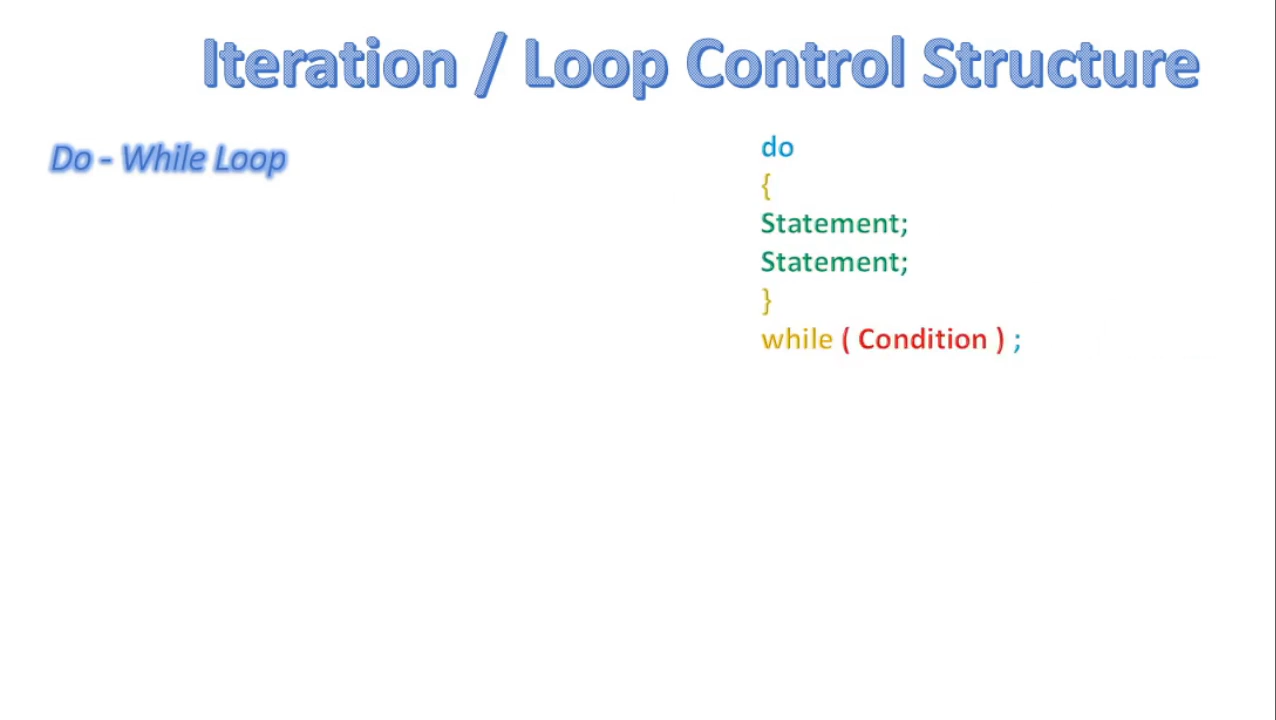 Iteration / Loop Control Structure
Do - While Loop
do
{
Statement;
Statement;
}
while ( Condition ) ;